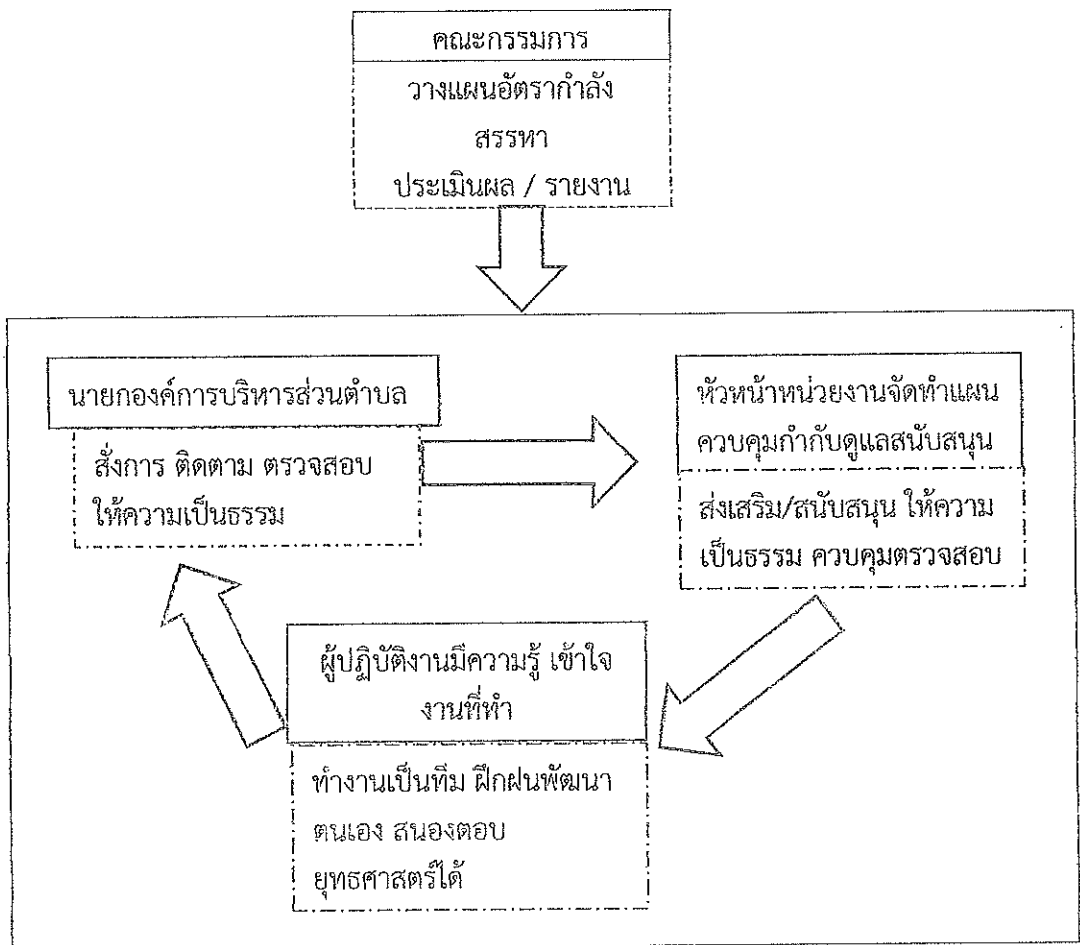 คณะกรรมการ
วางแผนอัตรากำลัง
สรรหา
ประเมินผล / รายงาน
นายกองค์การบริหารส่วนตำบล
สั่งการ ติดตาม ตรวจสอบ
ให้ความเป็นธรรม
หัวหน้าหน่วยงานจัดทำแผน
ควบคุมกำกับดูแลสนับสนุน
ส่งเสริม/สนับสนุน ให้ความ
เป็นธรรม ควบคุมตรวจสอบ
ผู้ปฏิบัติงานมีความรู้ เข้าใจ
งานที่ทำ
ทำงานเป็นทีม ฝึกฝนพัฒนา
ตนเอง สนองตอบ
ยุทธศาสตร์ได้